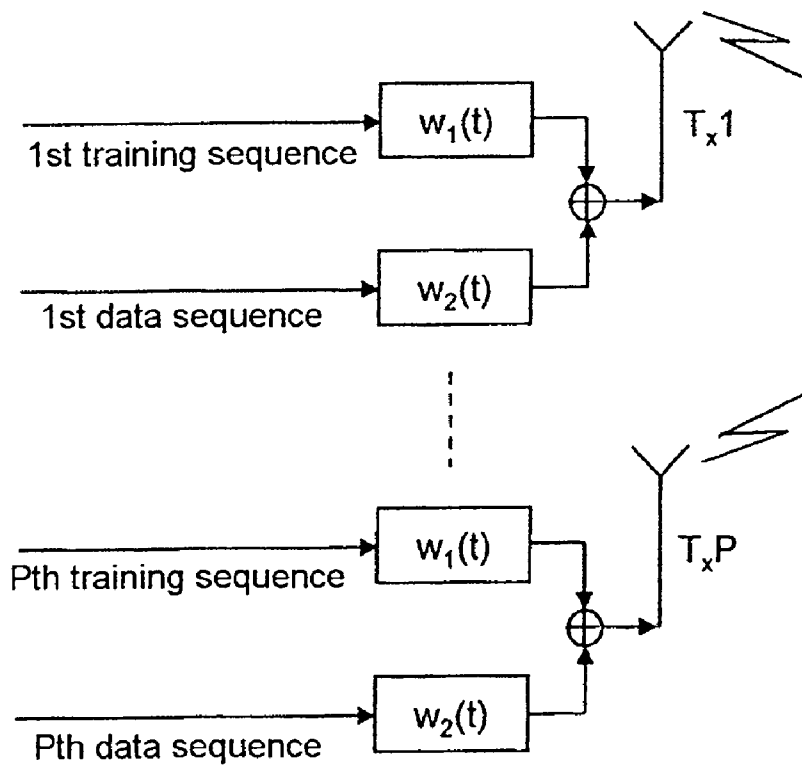 w₁(t)
1st training sequence
Tₓ1
w₂(t)
1st data sequence
w₁(t)
Pth training sequence
TₓP
w₂(t)
Pth data sequence